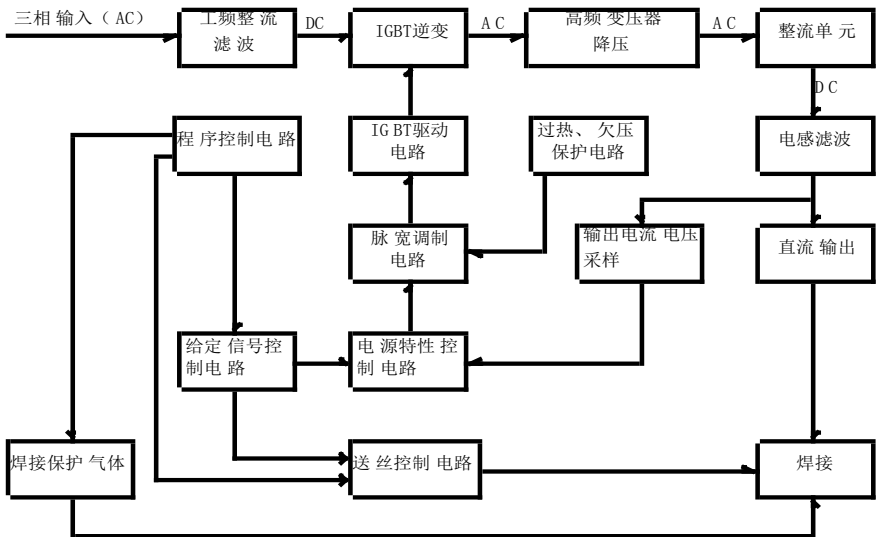 三相输入（AC）
工频整流
滤波
DC
IGBT逆变
AC
高频变压器
降压
AC
整流单元
DC
程序控制电路
IGBT驱动
电路
过热、欠压
保护电路
电感滤波
脉宽调制
电路
输出电流电压
采样
直流输出
给定信号控
制电路
电源特性控
制电路
焊接保护气体
送丝控制电路
焊接